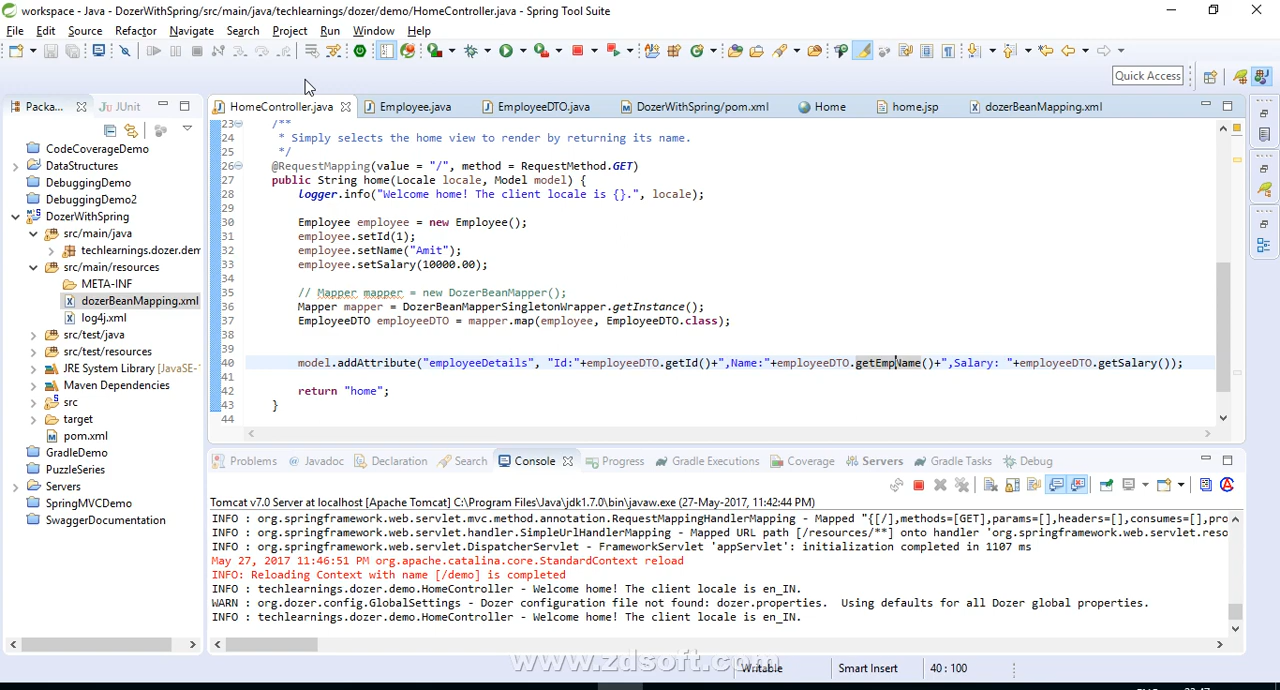 workspace - Java - DozerWithSpring/src/main/java/techlearnings/dozer/demo/HomeController.java - Spring Tool Suite
File Edit Source Refactor Navigate Search Project Run Window Help
Quick Access
Packa... JUnit
HomeController.java Employee.java EmployeeDTO.java DozerWithSpring/pom.xml Home home.jsp dozerBeanMapping.xml
CodeCoverageDemo
DataStructures
DebuggingDemo
DebuggingDemo2
DozerWithSpring
src/main/java
techlearnings.dozer.dem
src/main/resources
META-INF
dozerBeanMapping.xml
log4j.xml
src/test/java
src/test/resources
JRE System Library [JavaSE-
Maven Dependencies
src
target
pom.xml
GradleDemo
PuzzleSeries
Servers
SpringMVCDemo
SwaggerDocumentation
23 /**
24 * Simply selects the home view to render by returning its name.
25 */
26 @RequestMapping(value = "/", method = RequestMethod.GET)
27 public String home(Locale locale, Model model) {
28 logger.info("Welcome home! The client locale is {}.", locale);
29
30 Employee employee = new Employee();
31 employee.setId(1);
32 employee.setName("Amit");
33 employee.setSalary(10000.00);
34
35 // Mapper mapper = new DozerBeanMapper();
36 Mapper mapper = DozerBeanMapperSingletonWrapper.getInstance();
37 EmployeeDTO employeeDTO = mapper.map(employee, EmployeeDTO.class);
38
39
40 model.addAttribute("employeeDetails", "Id:"+employeeDTO.getId()+",Name:"+employeeDTO.getEmpName()+",Salary: "+employeeDTO.getSalary());
41
42 return "home";
43 }
44
Problems Javadoc Declaration Search Console Progress Gradle Executions Coverage Servers Gradle Tasks Debug
Tomcat v7.0 Server at localhost [Apache Tomcat] C:\Program Files\Java\jdk1.7.0\bin\javaw.exe (27-May-2017, 11:42:44 PM)
INFO : org.springframework.web.servlet.mvc.method.annotation.RequestMappingHandlerMapping - Mapped "{[/],methods=[GET],params=[],headers=[],consumes=[],pro
INFO : org.springframework.web.servlet.handler.SimpleUrlHandlerMapping - Mapped URL path [/resources/**] onto handler 'org.springframework.web.servlet.reso
INFO : org.springframework.web.servlet.DispatcherServlet - FrameworkServlet 'appServlet': initialization completed in 1107 ms
May 27, 2017 11:46:51 PM org.apache.catalina.core.StandardContext reload
INFO: Reloading Context with name [/demo] is completed
INFO : techlearnings.dozer.demo.HomeController - Welcome home! The client locale is en_IN.
WARN : org.dozer.config.GlobalSettings - Dozer configuration file not found: dozer.properties. Using defaults for all Dozer global properties.
INFO : techlearnings.dozer.demo.HomeController - Welcome home! The client locale is en_IN.
www.zdsoft.com
Writable Smart Insert 40 : 100